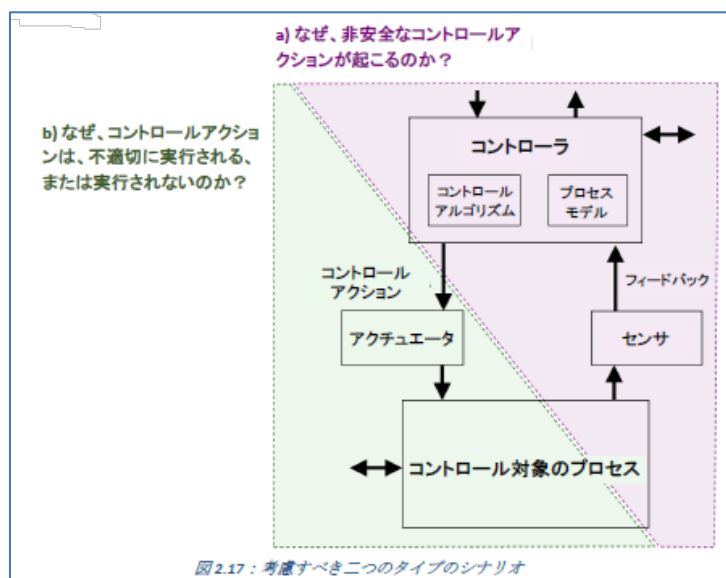 a) なぜ、非安全なコントロールア
クションが起こるのか？
b) なぜ、コントロールアクショ
ンは、不適切に実行される、
または実行されないのか？
コントローラ
コントロール
アルゴリズム
プロセス
モデル
コントロール
アクション
フィードバック
アクチュエータ
センサ
コントロール対象のプロセス
図 2.17：考慮すべき二つのタイプのシナリオ